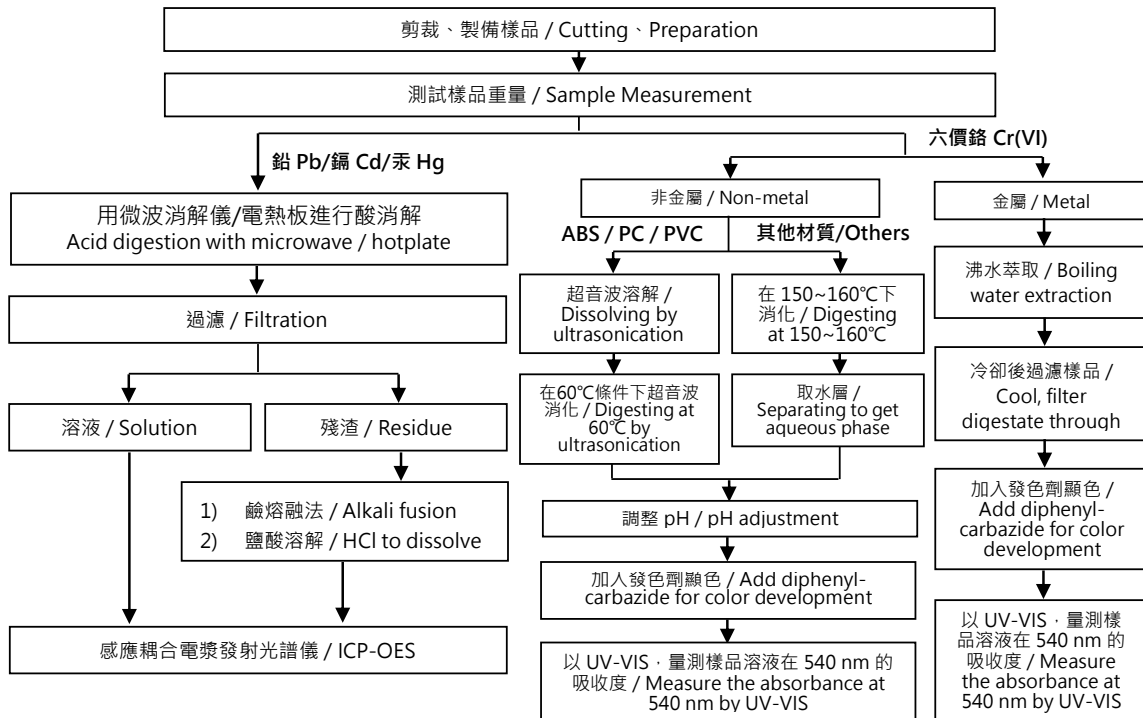 剪裁、製備樣品 / Cutting、Preparation
測試樣品重量 / Sample Measurement
鉛 Pb/鎘 Cd/汞 Hg
六價鉻 Cr(VI)
用微波消解儀/電熱板進行酸消解
Acid digestion with microwave / hotplate
過濾 / Filtration
溶液 / Solution
殘渣 / Residue
1) 鹼熔融法 / Alkali fusion
2) 鹽酸溶解 / HCl to dissolve
感應耦合電漿發射光譜儀 / ICP-OES
非金屬 / Non-metal
ABS / PC / PVC
其他材質/Others
超音波溶解 /
Dissolving by
ultrasonication
在60℃條件下超音波
消化 / Digesting at
60℃ by
ultrasonication
在 150~160℃下
消化 / Digesting
at 150~160℃
取水層 /
Separating to get
aqueous phase
調整 pH / pH adjustment
加入發色劑顯色 / Add diphenyl-
carbazide for color development
以 UV-VIS，量測樣品溶液在 540 nm 的
吸收度 / Measure the absorbance at
540 nm by UV-VIS
金屬 / Metal
沸水萃取 / Boiling
water extraction
冷卻後過濾樣品 /
Cool, filter
digestate through
加入發色劑顯色 /
Add diphenyl-
carbazide for color
development
以 UV-VIS，量測樣
品溶液在 540 nm 的
吸收度 / Measure
the absorbance at
540 nm by UV-VIS